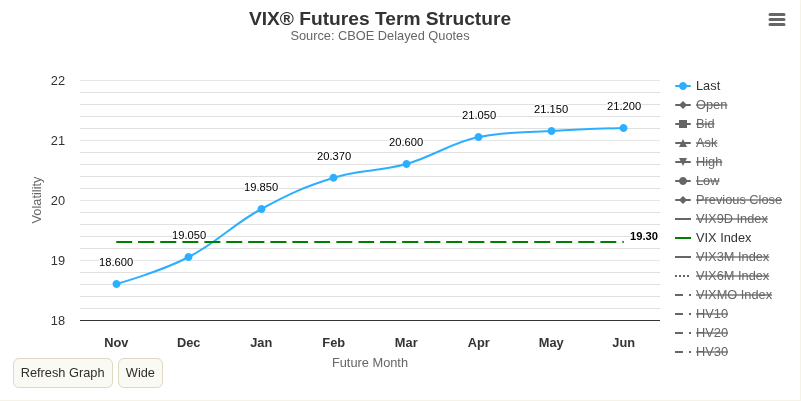 VIX® Futures Term Structure
Source: CBOE Delayed Quotes
Volatility
22
21
20
19
18
18.600
19.050
19.850
20.370
20.600
21.050
21.150
21.200
19.30
Nov Dec Jan Feb Mar Apr May Jun
Future Month
Last
Open
Bid
Ask
High
Low
Previous Close
VIX9D Index
VIX Index
VIX3M Index
VIX6M Index
VIXMO Index
HV10
HV20
HV30
Refresh Graph
Wide